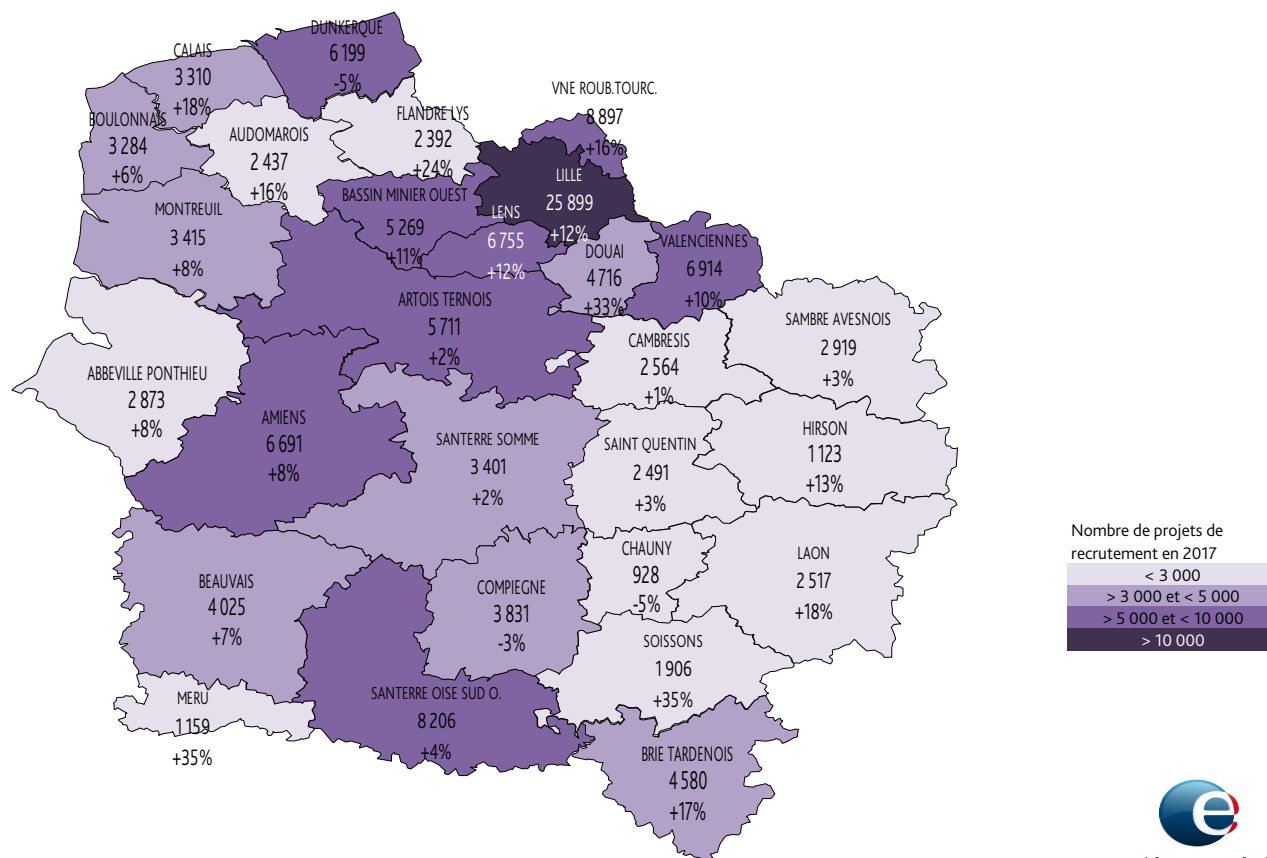 DUNKERQUE
6 199
-5%
CALAIS
3 310
+18%
VNE ROUB.TOURC.
8 897
+16%
BOULONNAIS
3 284
+6%
AUDOMAROIS
2 437
+16%
FLANDRE LYS
2 392
+24%
LILLE
25 899
+12%
BASSIN MINIER OUEST
5 269
+11%
MONTREUIL
3 415
+8%
LENS
6 755
+12%
DOUAI
4 716
+33%
VALENCIENNES
6 914
+10%
ARTOIS TERNOIS
5 711
+2%
SAMBRE AVESNOIS
2 919
+3%
CAMBRESIS
2 564
+1%
ABBEVILLE PONTHIEU
2 873
+8%
AMIENS
6 691
+8%
SANTERRE SOMME
3 401
+2%
SAINT QUENTIN
2 491
+3%
HIRSON
1 123
+13%
BEAUVAIS
4 025
+7%
COMPIEGNE
3 831
-3%
CHAUNY
928
-5%
LAON
2 517
+18%
SOISSONS
1 906
+35%
MERU
1 159
+35%
SANTERRE OISE SUD O.
8 206
+4%
BRIE TARDENOIS
4 580
+17%
Nombre de projets de
recrutement en 2017
< 3 000
> 3 000 et < 5 000
> 5 000 et < 10 000
> 10 000
e